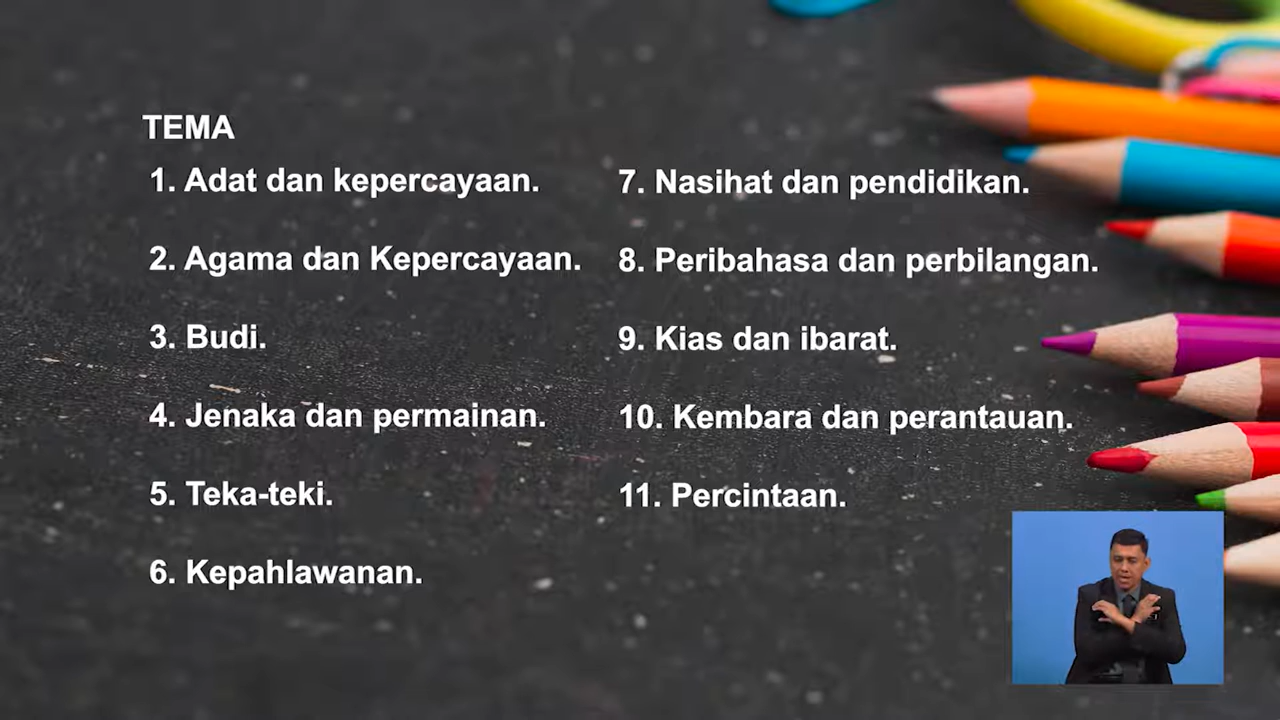 TEMA
1. Adat dan kepercayaan.
2. Agama dan Kepercayaan.
3. Budi.
4. Jenaka dan permainan.
5. Teka-teki.
6. Kepahlawanan.
7. Nasihat dan pendidikan.
8. Peribahasa dan perbilangan.
9. Kias dan ibarat.
10. Kembara dan perantauan.
11. Percintaan.